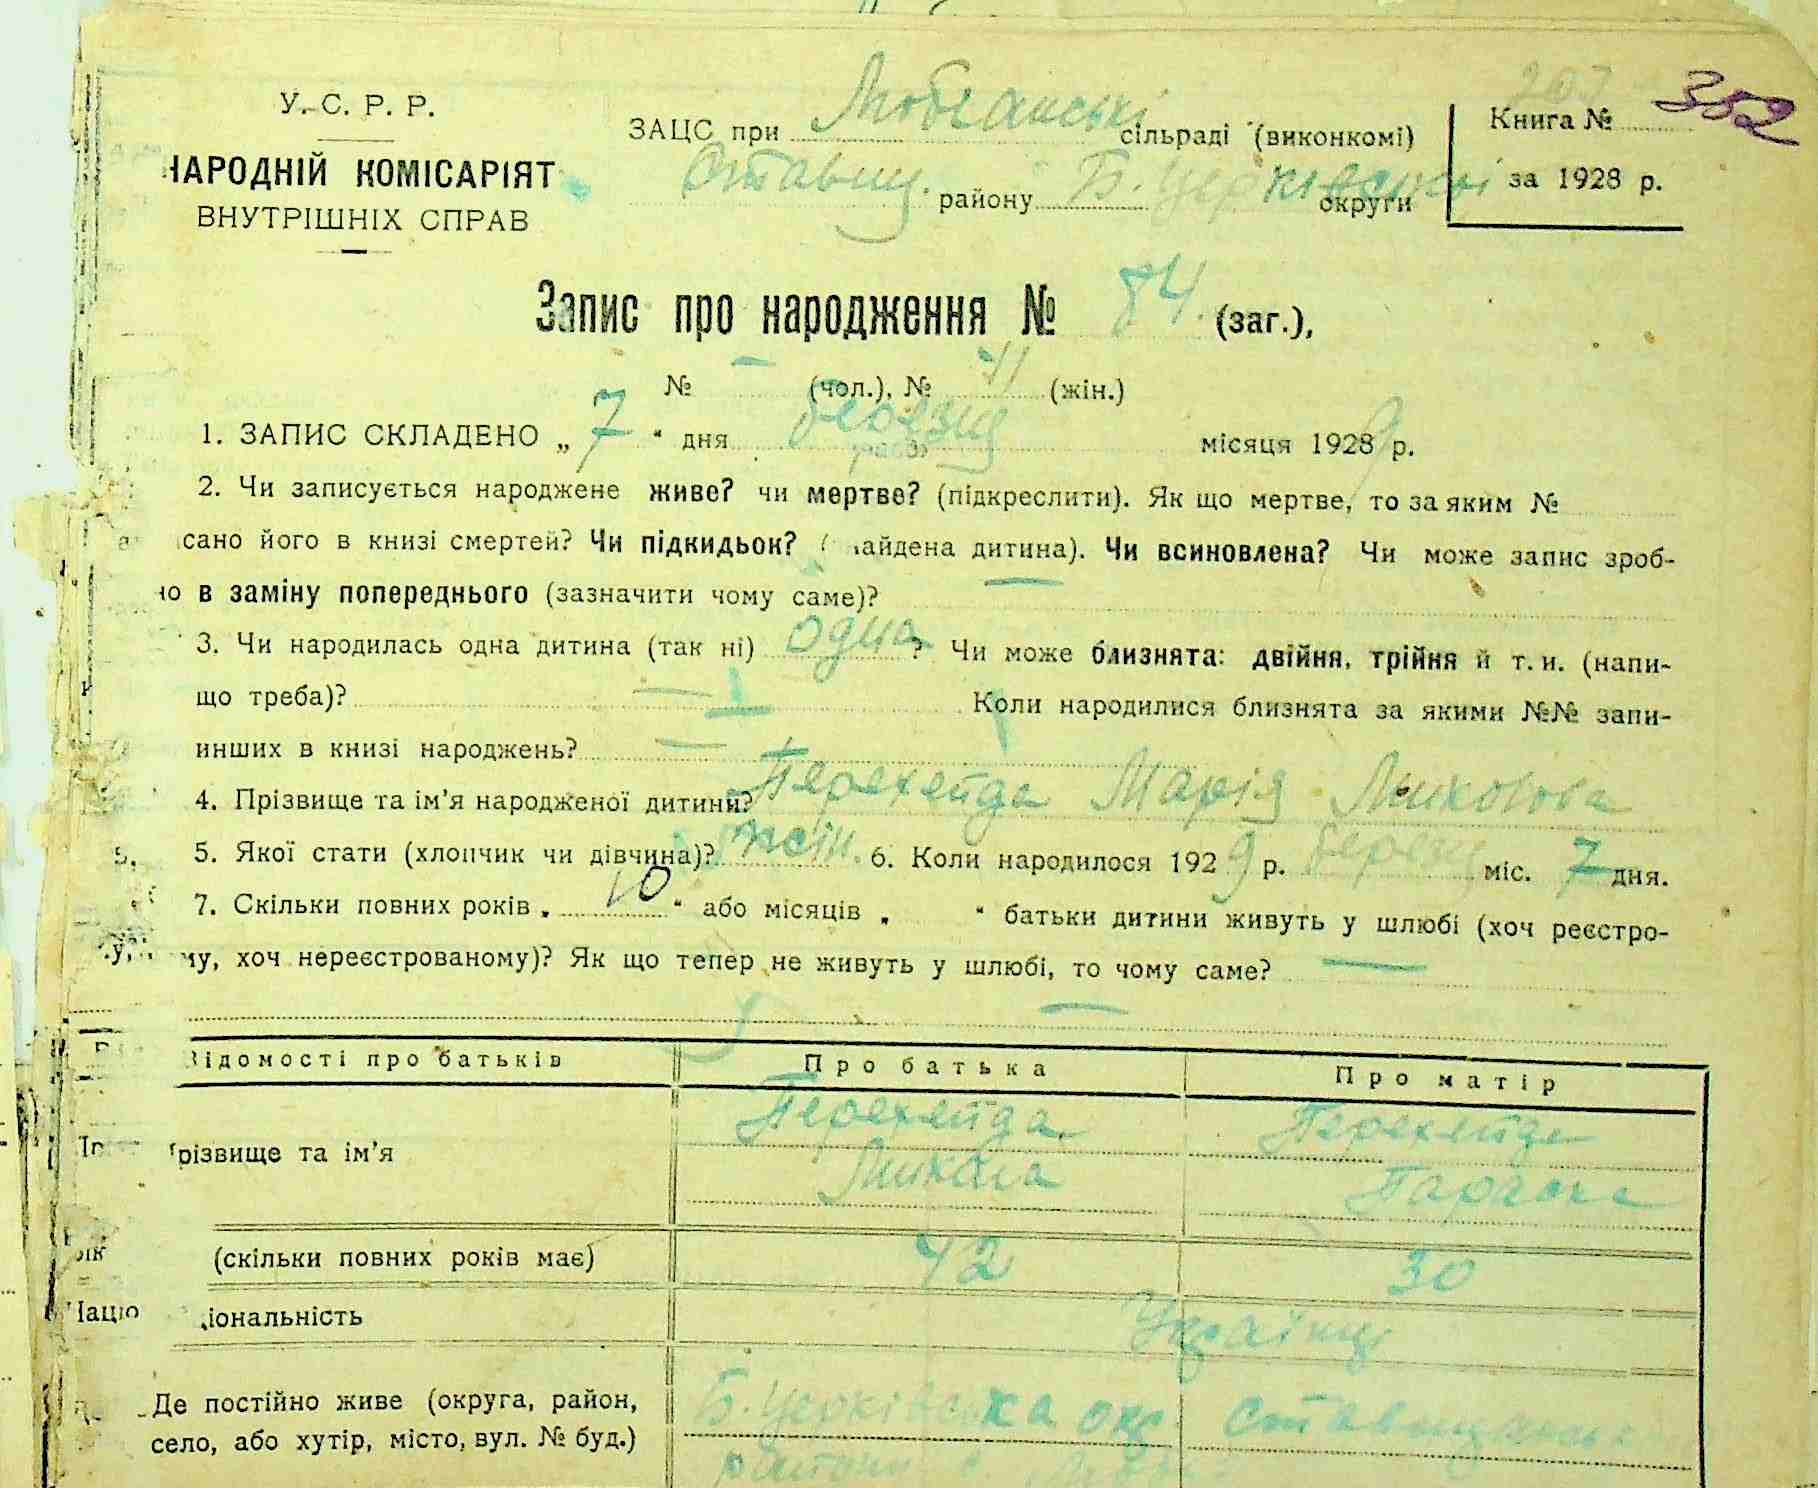 352
У. С. Р. Р.
НАРОДНІЙ КОМІСАРІЯТ
ВНУТРІШНІХ СПРАВ
ЗАЦС при сільраді (виконкомі)
Ставищ. району Б. Церківської округи
Книга №
за 1928 р.
Запис про народження № 84 (заг.),
№ — (чол.), № 41 (жін.)
1. ЗАПИС СКЛАДЕНО „ 7 “ дня березня місяця 1929 р.
2. Чи записується народжене живе? чи мертве? (підкреслити). Як що мертве, то за яким №
сано його в книзі смертей? Чи підкидьок? ( айдена дитина). Чи всиновлена? Чи може запис зроб-
но в заміну попереднього (зазначити чому саме)? —
3. Чи народилась одна дитина (так ні) одна ? Чи може близнята: двійня, трійня й т. и. (напи-
що треба)? — Коли народилися близнята за якими №№ запи-
инших в книзі народжень? —
4. Прізвище та ім'я народженої дитини? Перехейда Марія Миколова
5. Якої стати (хлопчик чи дівчина)? жін. 6. Коли народилося 1929 р. березня міс. 7 дня.
7. Скільки повних років „ 10 “ або місяців „ “ батьки дитини живуть у шлюбі (хоч реєстро-
му, хоч нереєстрованому)? Як що тепер не живуть у шлюбі, то чому саме? —
—
Відомості про батьків
Про батька
Про матір
різвище та ім'я
Перехейда
Микола
Перехейда
(скільки повних років має)
42
30
іональність
Українці
Де постійно живе (округа, район,
село, або хутір, місто, вул. № буд.)
Б. Церківська окр. Ставищанськ
району с.